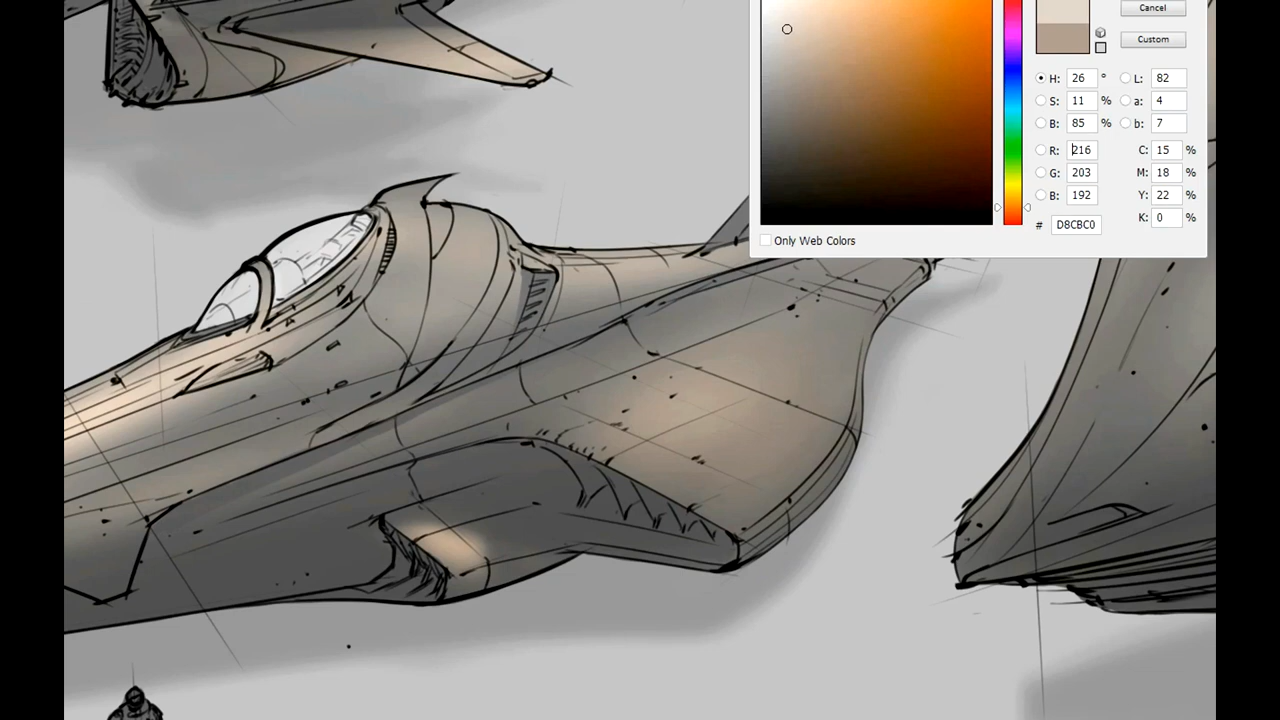 Cancel
Custom
H: 26 ° L: 82
S: 11 % a: 4
B: 85 % b: 7
R: 216 C: 15 %
G: 203 M: 18 %
B: 192 Y: 22 %
# D8CBC0 K: 0 %
Only Web Colors